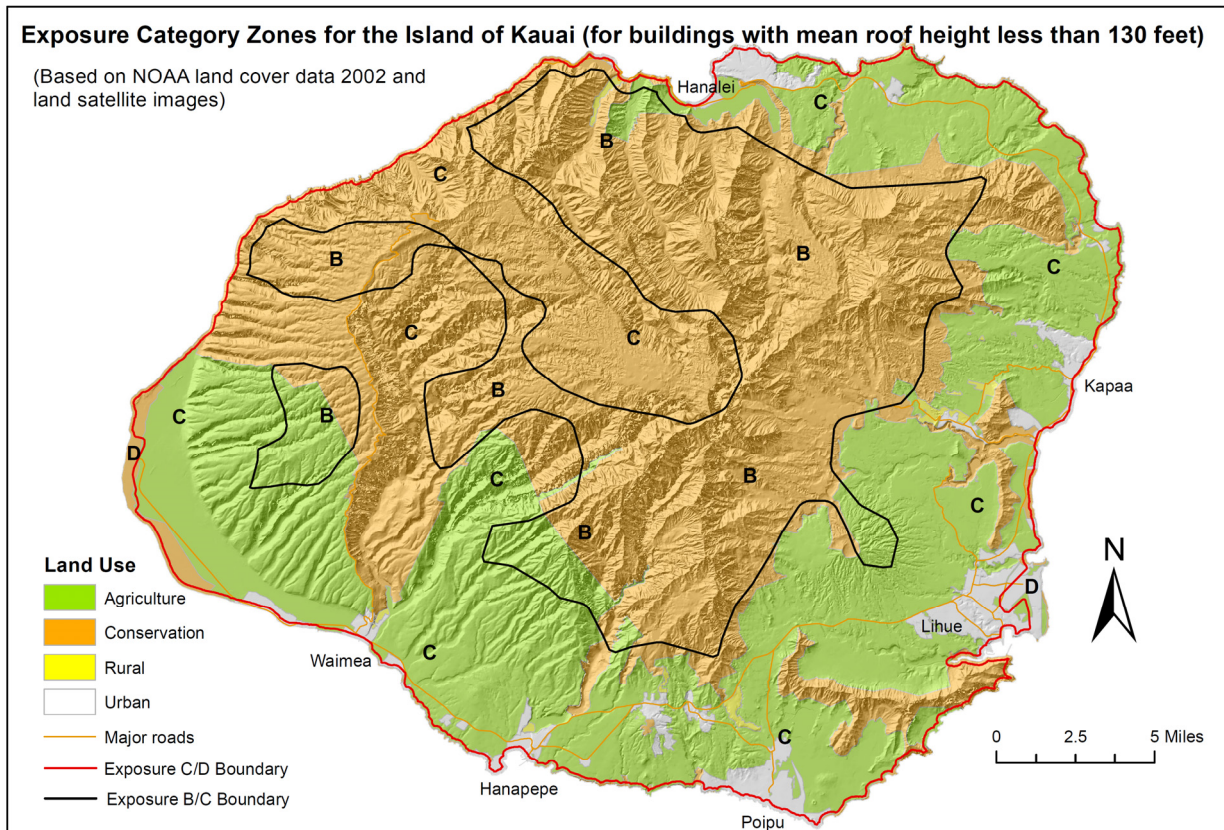 Exposure Category Zones for the Island of Kauai (for buildings with mean roof height less than 130 feet)
(Based on NOAA land cover data 2002 and
land satellite images)
Hanalei
C
B
C
B
B
C
C
C
Kapaa
B
B
C
D
C
B
C
B
D
N
Land Use
Agriculture
Conservation
Rural
Urban
Major roads
Exposure C/D Boundary
Exposure B/C Boundary
Waimea
C
Lihue
C
Hanapepe
Poipu
0 2.5 5 Miles